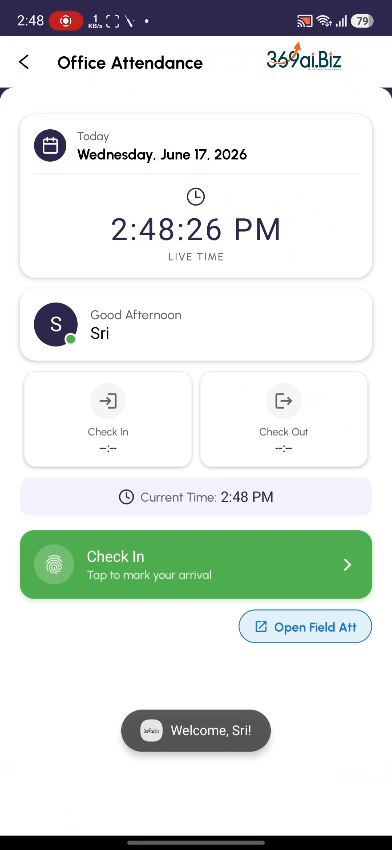 2:48
1
KB/s
79
Office Attendance
369ai.Biz
Today
Wednesday, June 17, 2026
2:48:26 PM
LIVE TIME
S
Good Afternoon
Sri
Check In
--:--
Check Out
--:--
Current Time: 2:48 PM
Check In
Tap to mark your arrival
Open Field Att
Welcome, Sri!